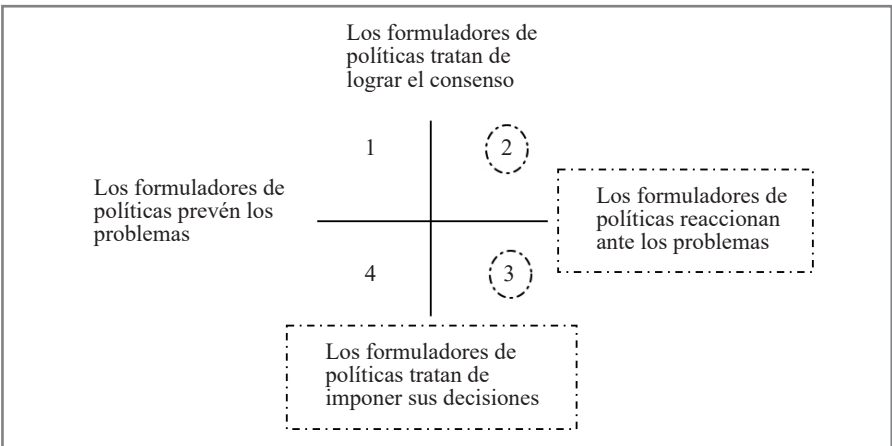 Los formuladores de
políticas tratan de
lograr el consenso
1
2
Los formuladores de
políticas prevén los
problemas
Los formuladores de
políticas reaccionan
ante los problemas
4
3
Los formuladores de
políticas tratan de
imponer sus decisiones